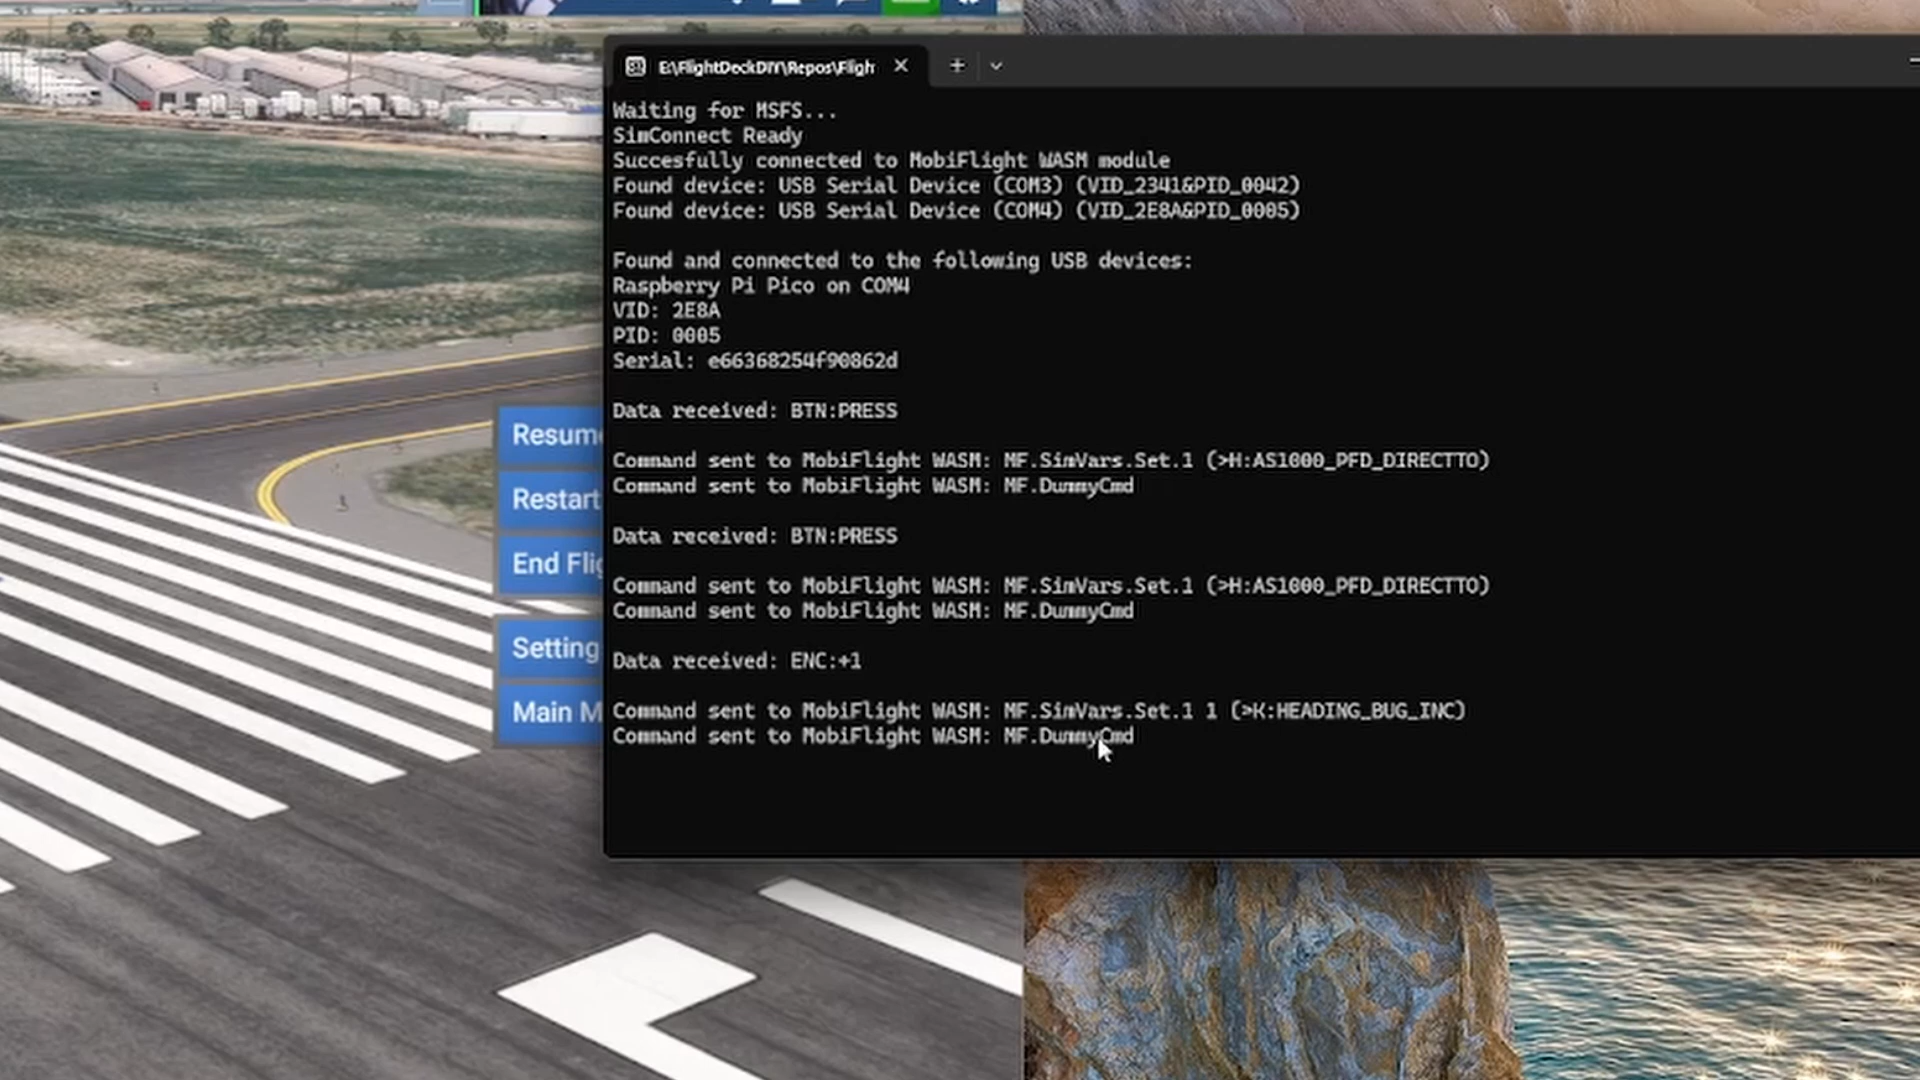 E:\FlightDeckDIY\Repos\Fligh
Waiting for MSFS...
SimConnect Ready
Succesfully connected to MobiFlight WASM module
Found device: USB Serial Device (COM3) (VID_2341&PID_0042)
Found device: USB Serial Device (COM4) (VID_2E8A&PID_0005)
Found and connected to the following USB devices:
Raspberry Pi Pico on COM4
VID: 2E8A
PID: 0005
Serial: e66368254f90862d
Data received: BTN:PRESS
Command sent to MobiFlight WASM: MF.SimVars.Set.1 (>H:AS1000_PFD_DIRECTTO)
Command sent to MobiFlight WASM: MF.DummyCmd
Data received: BTN:PRESS
Command sent to MobiFlight WASM: MF.SimVars.Set.1 (>H:AS1000_PFD_DIRECTTO)
Command sent to MobiFlight WASM: MF.DummyCmd
Data received: ENC:+1
Command sent to MobiFlight WASM: MF.SimVars.Set.1 1 (>K:HEADING_BUG_INC)
Command sent to MobiFlight WASM: MF.DummyCmd
Resume
Restart
End Flig
Setting
Main M